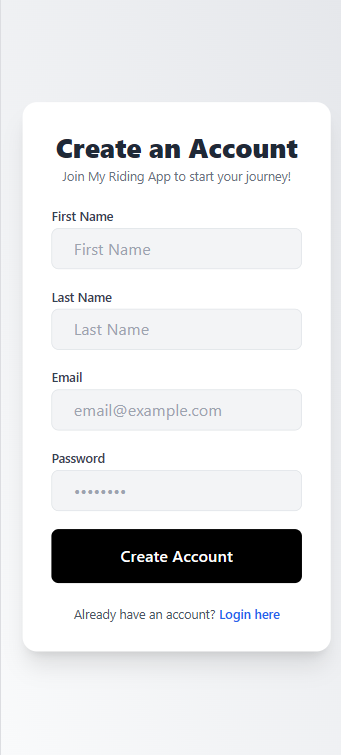 Create an Account
Join My Riding App to start your journey!
First Name
First Name
Last Name
Last Name
Email
email@example.com
Password
••••••••
Create Account
Already have an account? Login here